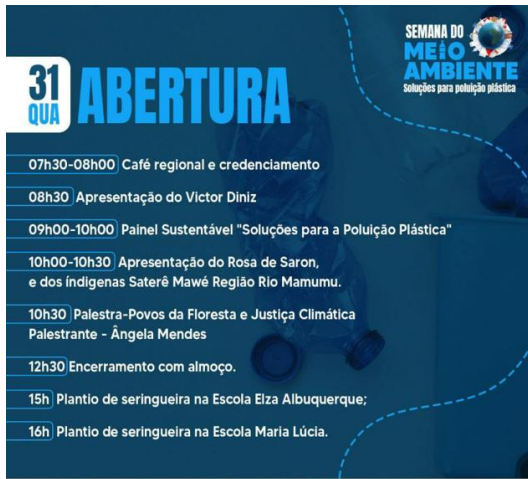 SEMANA DO
MEIO
AMBIENTE
Soluções para poluição plástica
31
QUA
ABERTURA
07h30-08h00 Café regional e credenciamento
08h30 Apresentação do Victor Diniz
09h00-10h00 Painel Sustentável "Soluções para a Poluição Plástica"
10h00-10h30 Apresentação do Rosa de Saron,
e dos índigenas Saterê Mawé Região Rio Mamumu.
10h30 Palestra-Povos da Floresta e Justiça Climática
Palestrante - Ângela Mendes
12h30 Encerramento com almoço.
15h Plantio de seringueira na Escola Elza Albuquerque;
16h Plantio de seringueira na Escola Maria Lúcia.